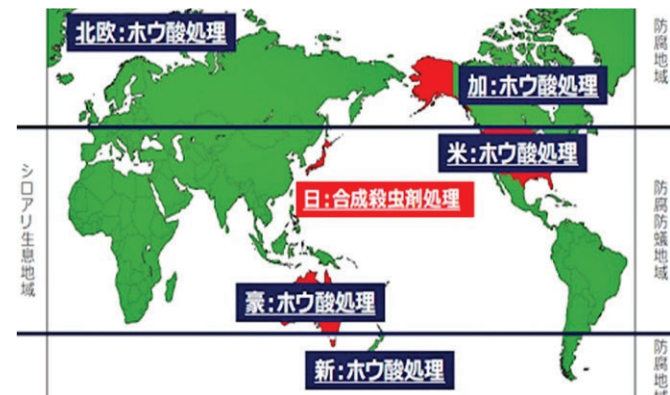 北欧:ホウ酸処理
防腐地域
加:ホウ酸処理
米:ホウ酸処理
シロアリ生息地域
日:合成殺虫剤処理
防腐防蟻地域
豪:ホウ酸処理
新:ホウ酸処理
防腐地域